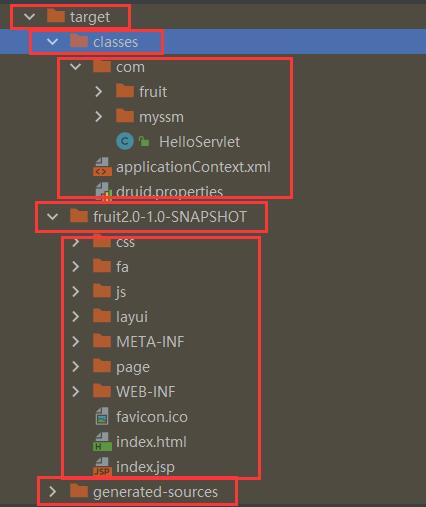 target
classes
com
fruit
myssm
HelloServlet
applicationContext.xml
druid.properties
fruit2.0-1.0-SNAPSHOT
css
fa
js
layui
META-INF
page
WEB-INF
favicon.ico
index.html
index.jsp
generated-sources